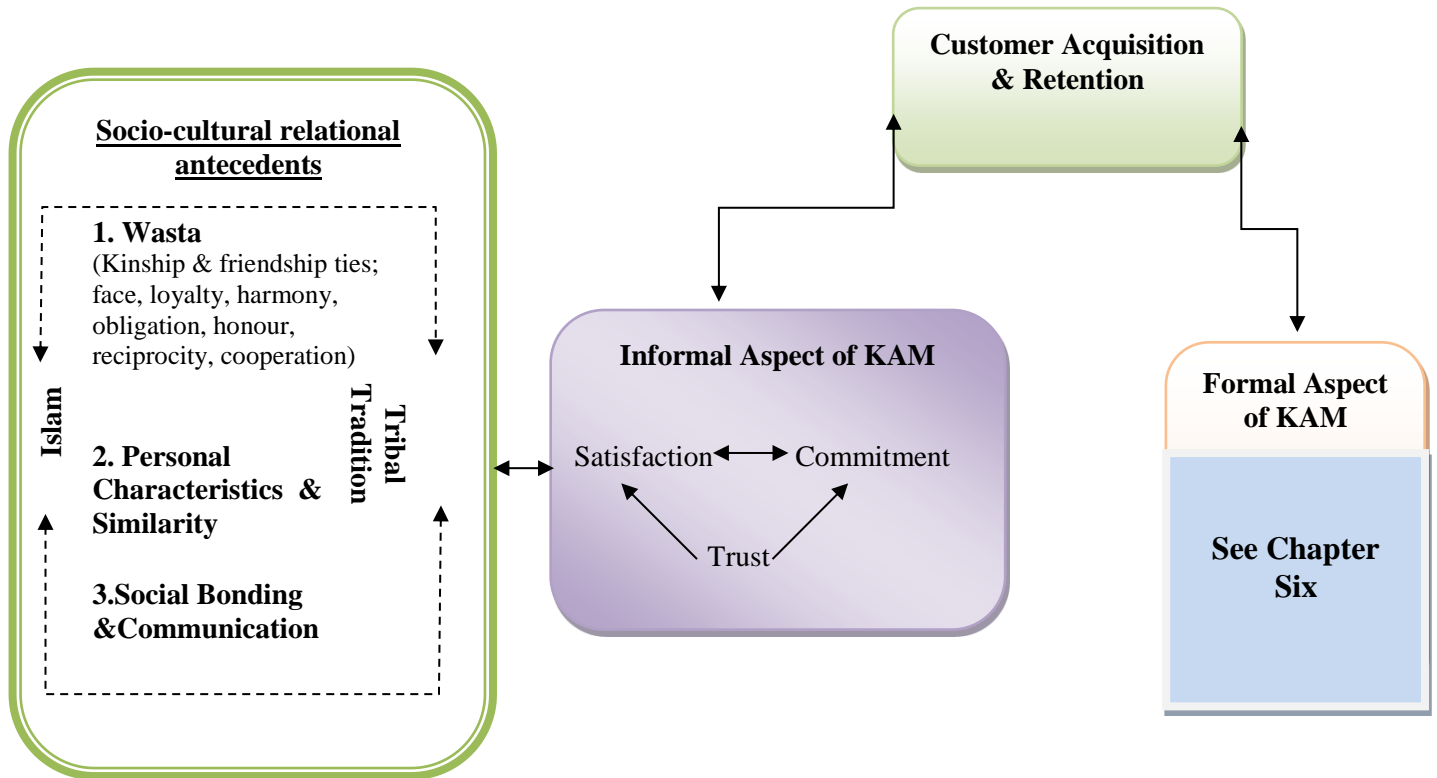 Socio-cultural relational
antecedents
1. Wasta
(Kinship & friendship ties;
face, loyalty, harmony,
obligation, honour,
reciprocity, cooperation)
Islam
Tribal
Tradition
2. Personal
Characteristics & 
Similarity
3.Social Bonding
&Communication
Customer Acquisition
& Retention
Informal Aspect of KAM
Satisfaction
Commitment
Trust
Formal Aspect
of KAM
See Chapter
Six